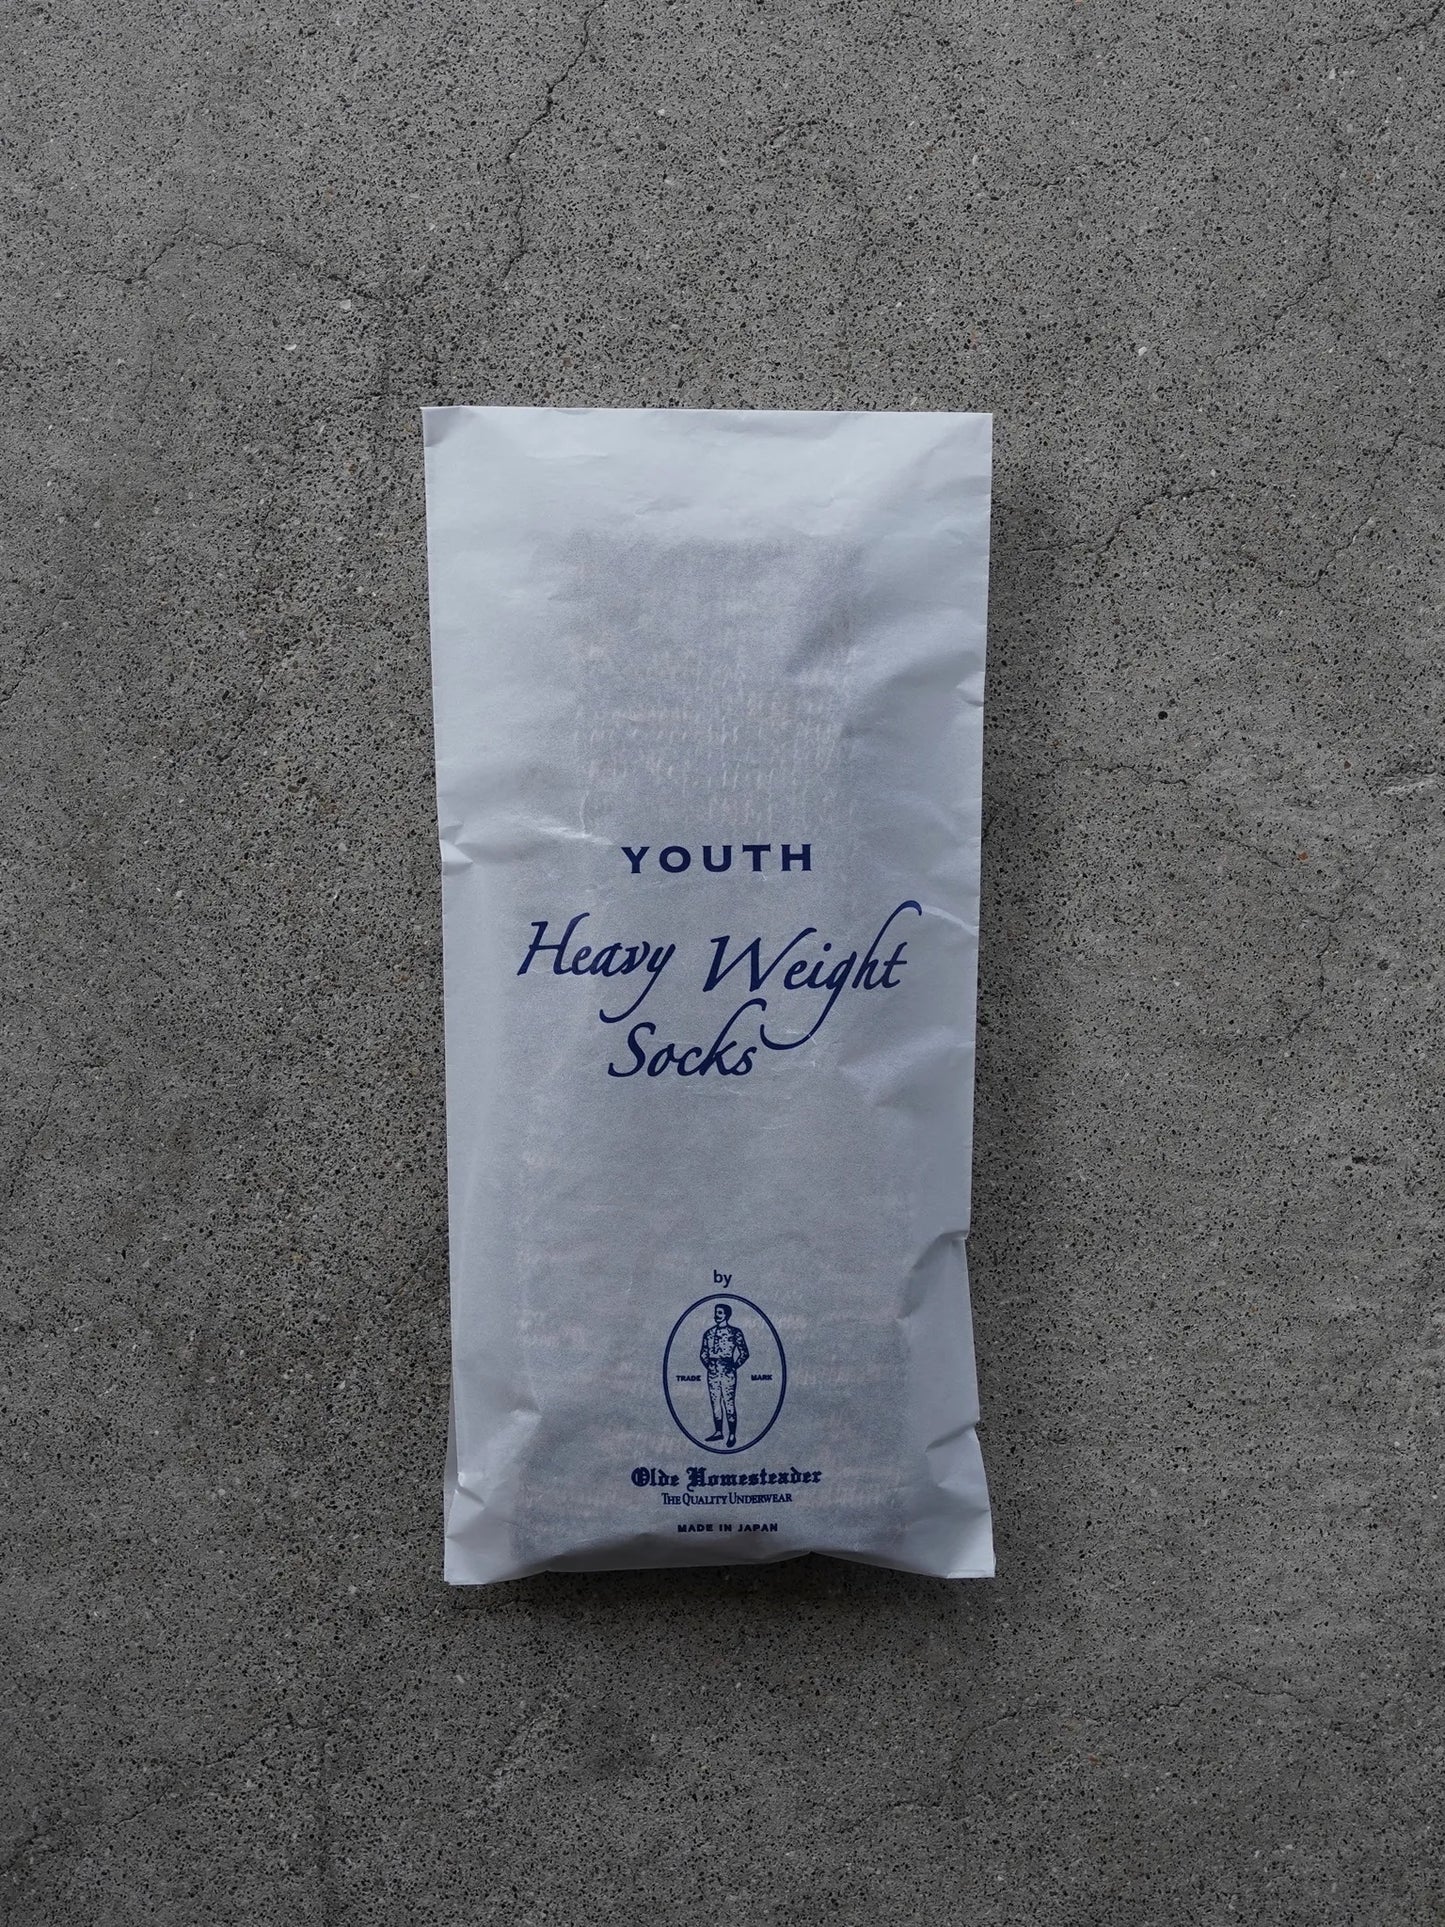 YOUTH
Heavy Weight
Socks
by
TRADE MARK
Olde Homesteader
THE QUALITY UNDERWEAR
MADE IN JAPAN